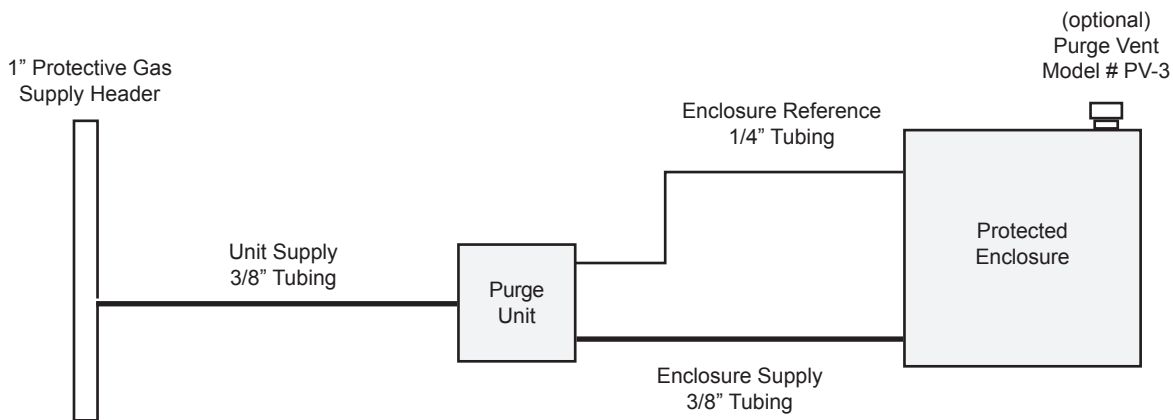 (optional)
Purge Vent
Model # PV-3
1” Protective Gas
Supply Header
Enclosure Reference
1/4” Tubing
Unit Supply
3/8” Tubing
Purge
Unit
Protected
Enclosure
Enclosure Supply
3/8” Tubing